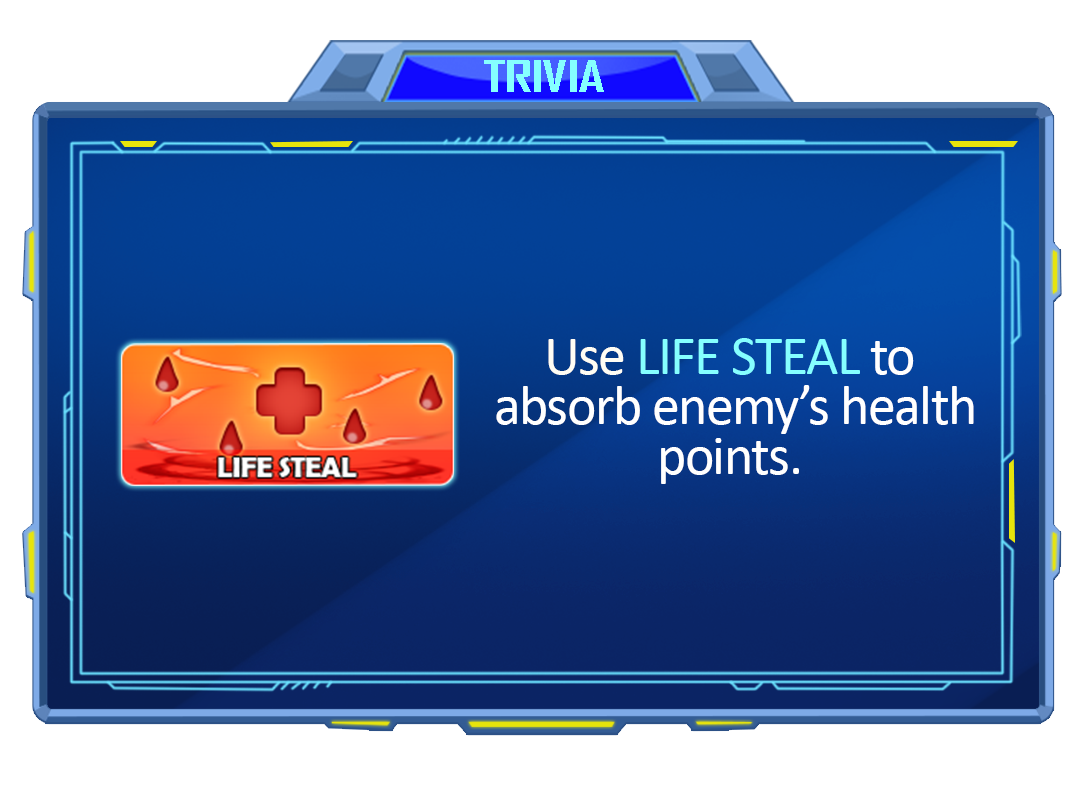 TRIVIA
LIFE STEAL
Use LIFE STEAL to
absorb enemy’s health
points.